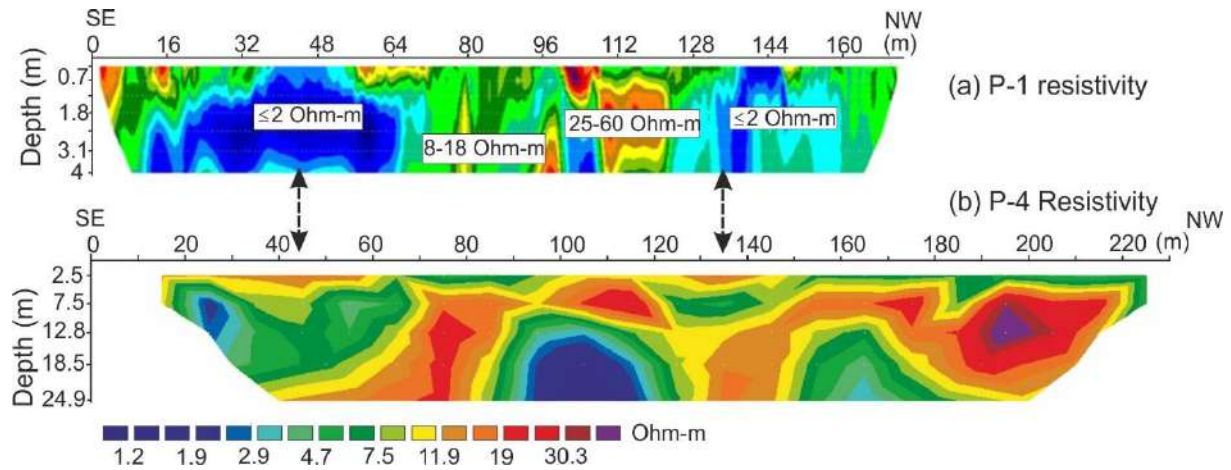 SE NW
0 16 32 48 64 80 96 112 128 144 160 (m)
Depth (m)
0.7
1.8
3.1
4
≤2 Ohm-m
8-18 Ohm-m
25-60 Ohm-m
≤2 Ohm-m
(a) P-1 resistivity
(b) P-4 Resistivity
SE NW
0 20 40 60 80 100 120 140 160 180 200 220 (m)
Depth (m)
2.5
7.5
12.8
18.5
24.9
Ohm-m
1.2 1.9 2.9 4.7 7.5 11.9 19 30.3